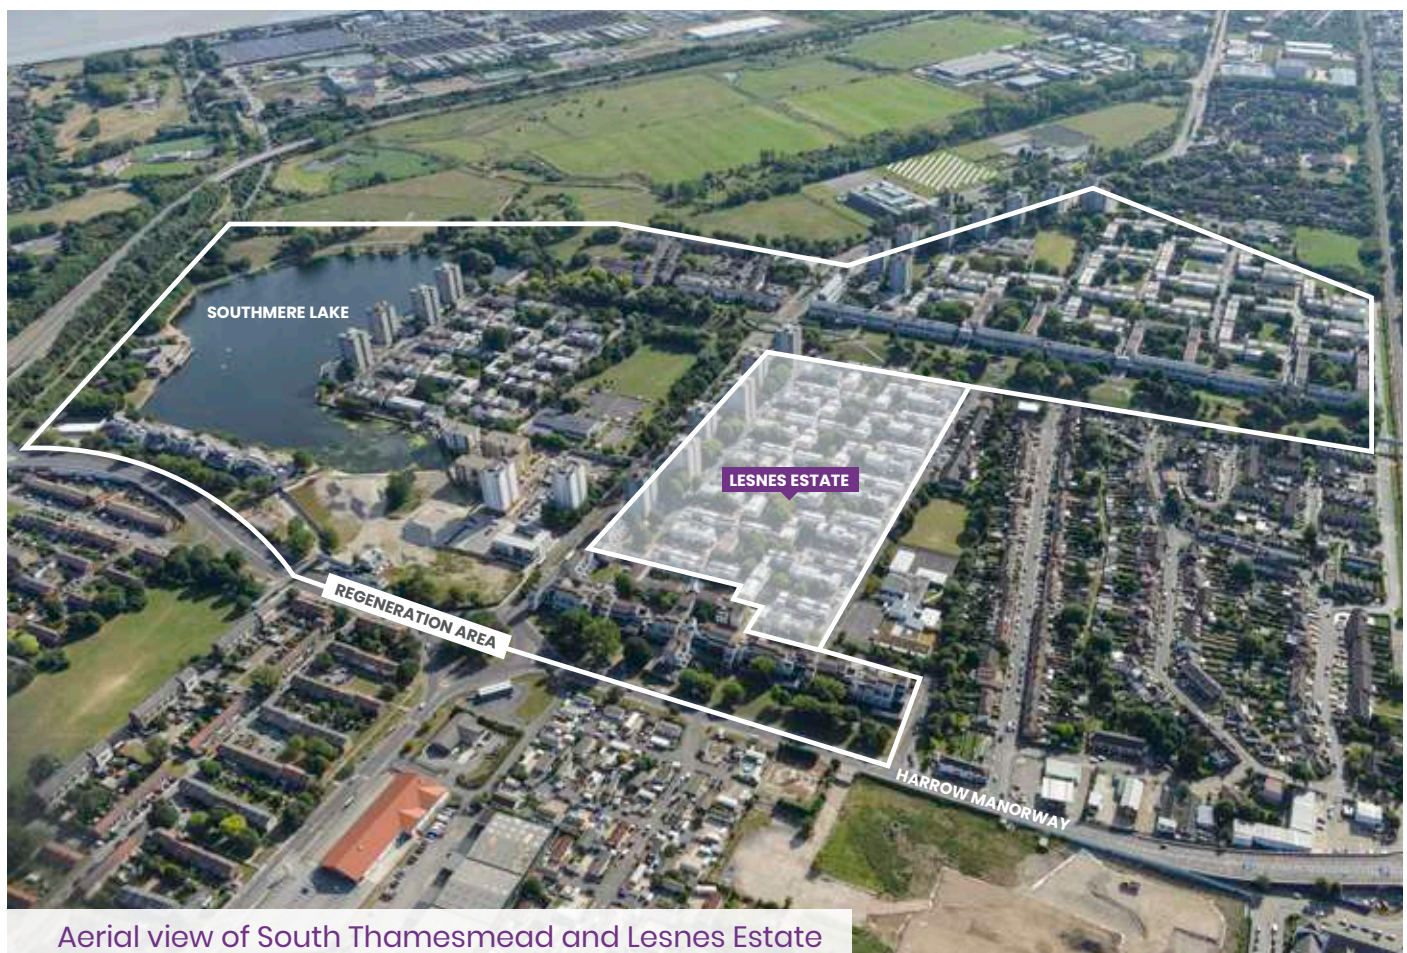 SOUTHMERE LAKE
LESNES ESTATE
REGENERATION AREA
HARROW MANORWAY
Aerial view of South Thamesmead and Lesnes Estate